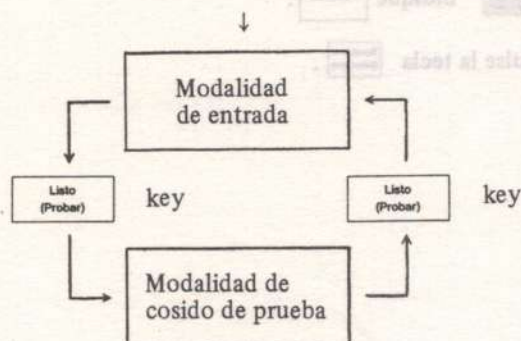 Modalidad
de entrada
Listo
(Probar)
key
Listo
(Probar)
key
Modalidad de
cosido de prueba